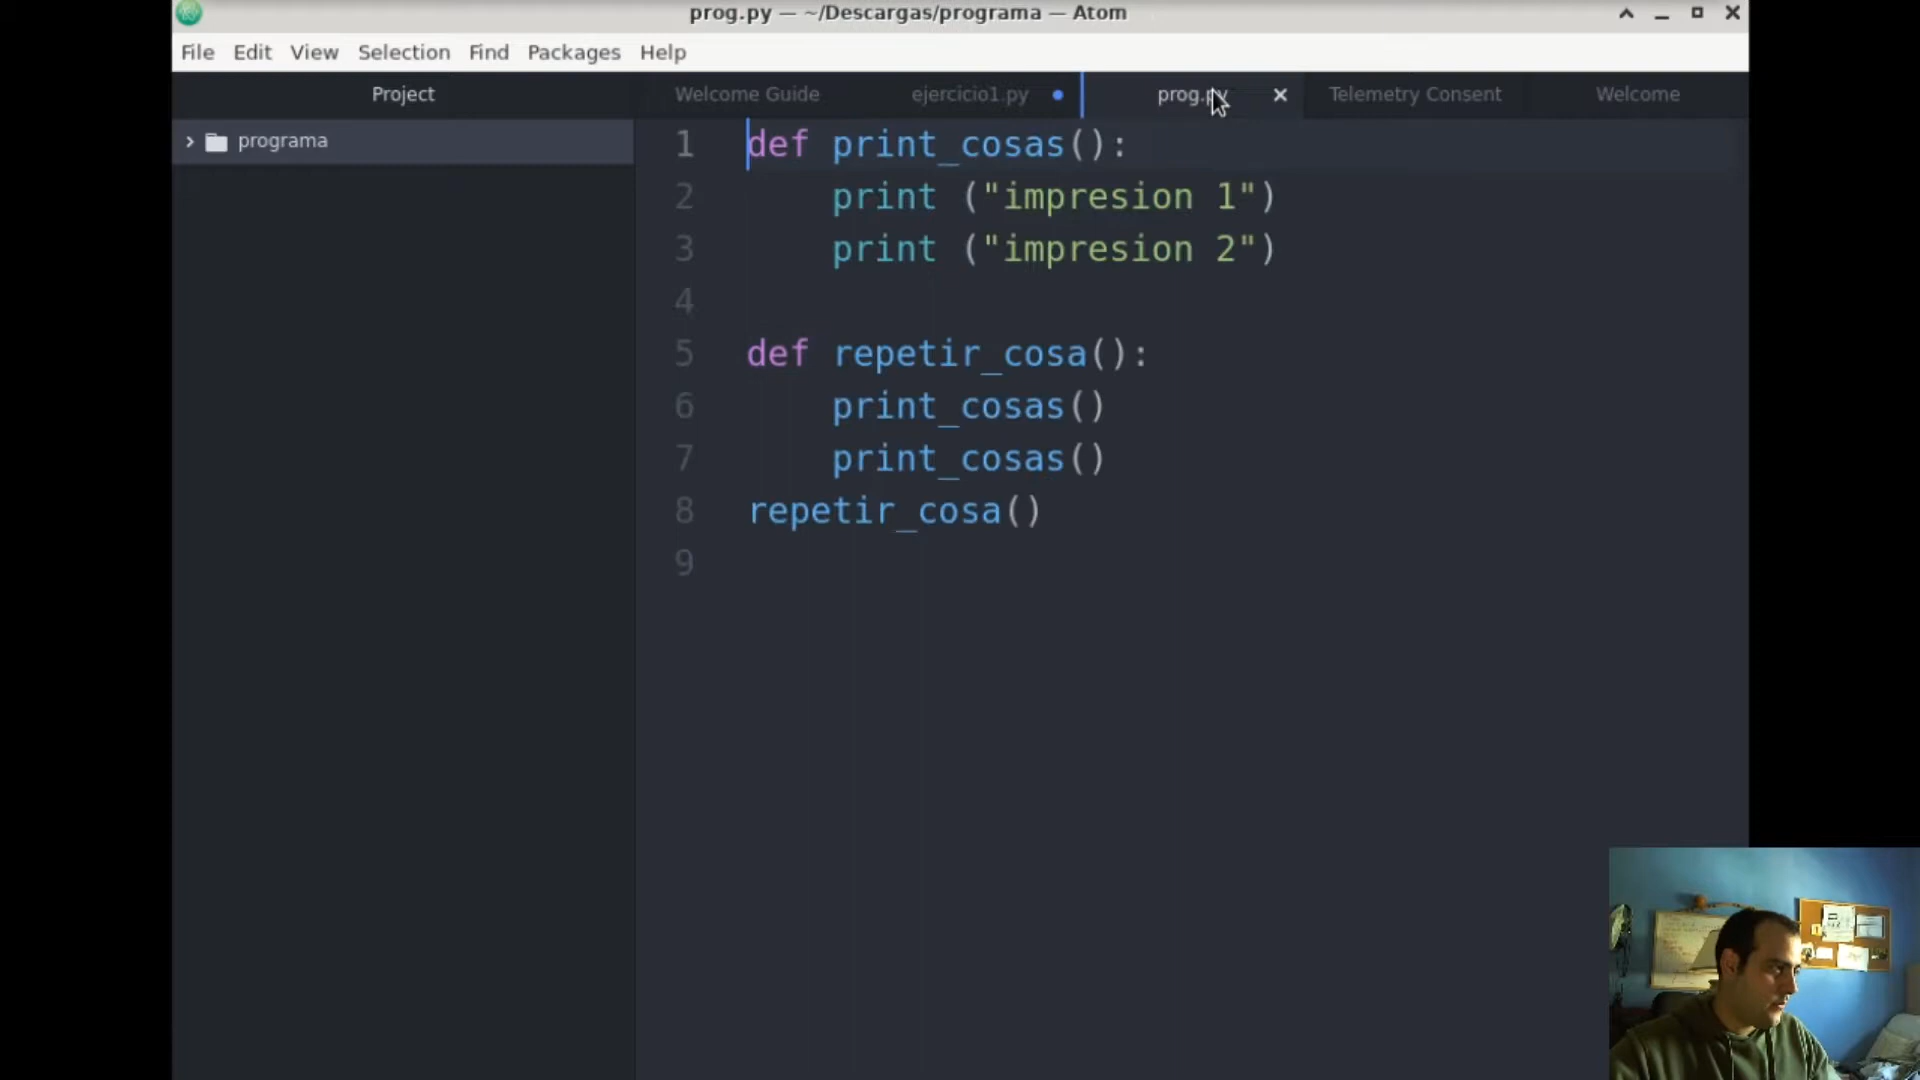 prog.py — ~/Descargas/programa — Atom
File Edit View Selection Find Packages Help
Project
Welcome Guide
ejercicio1.py
prog.py
Telemetry Consent
Welcome
programa
1 def print_cosas():
2 print ("impresion 1")
3 print ("impresion 2")
4
5 def repetir_cosa():
6 print_cosas()
7 print_cosas()
8 repetir_cosa()
9